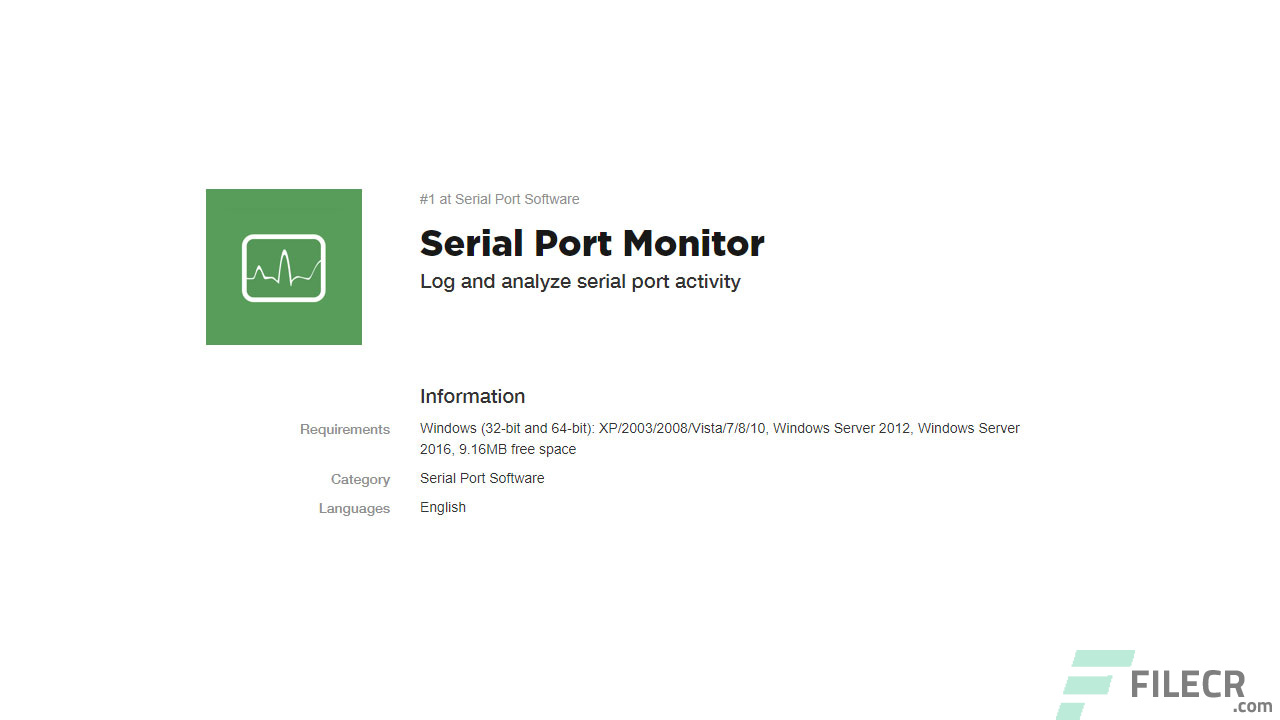 #1 at Serial Port Software
Serial Port Monitor
Log and analyze serial port activity
Information
Requirements
Windows (32-bit and 64-bit): XP/2003/2008/Vista/7/8/10, Windows Server 2012, Windows Server
2016, 9.16MB free space
Category
Serial Port Software
Languages
English
FILECR
.com